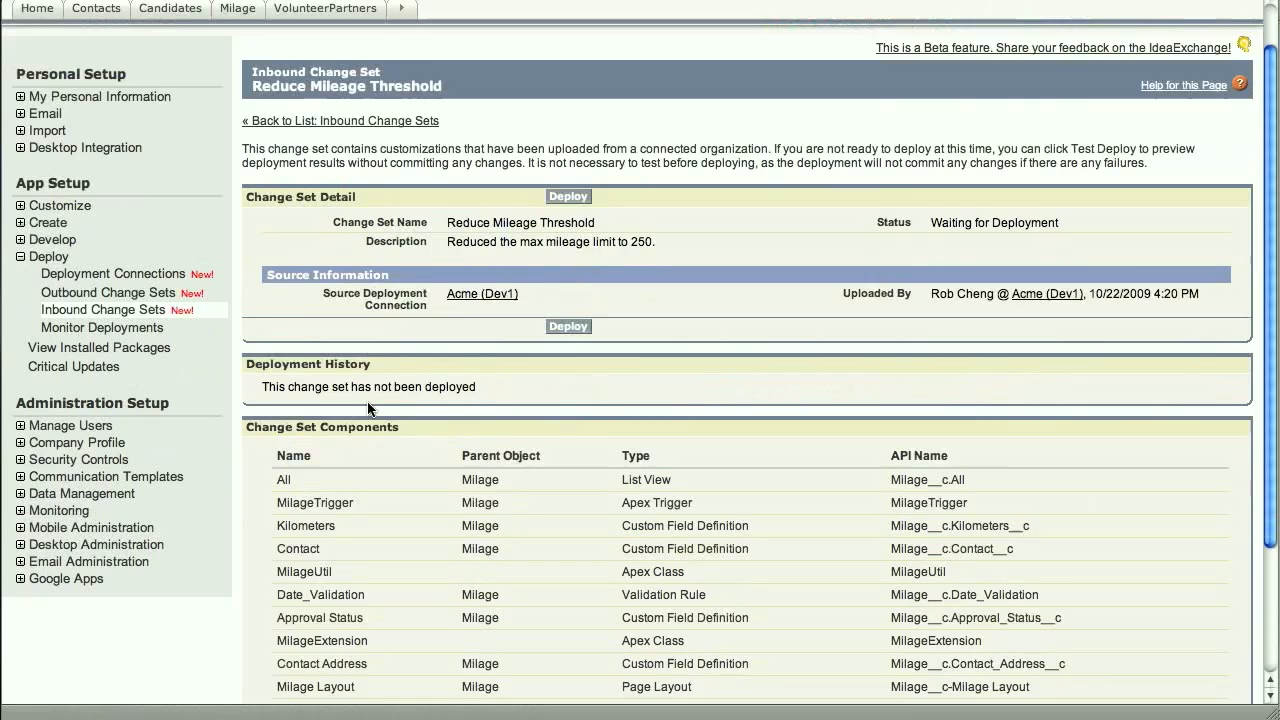 Home Contacts Candidates Milage VolunteerPartners
This is a Beta feature. Share your feedback on the IdeaExchange!
Personal Setup
My Personal Information
Email
Import
Desktop Integration
App Setup
Customize
Create
Develop
Deploy
Deployment Connections New!
Outbound Change Sets New!
Inbound Change Sets New!
Monitor Deployments
View Installed Packages
Critical Updates
Administration Setup
Manage Users
Company Profile
Security Controls
Communication Templates
Data Management
Monitoring
Mobile Administration
Desktop Administration
Email Administration
Google Apps
Inbound Change Set
Reduce Mileage Threshold
Help for this Page ?
« Back to List: Inbound Change Sets
This change set contains customizations that have been uploaded from a connected organization. If you are not ready to deploy at this time, you can click Test Deploy to preview
deployment results without committing any changes. It is not necessary to test before deploying, as the deployment will not commit any changes if there are any failures.
Change Set Detail Deploy
Change Set Name Reduce Mileage Threshold Status Waiting for Deployment
Description Reduced the max mileage limit to 250.
Source Information
Source Deployment Connection Acme (Dev1) Uploaded By Rob Cheng @ Acme (Dev1), 10/22/2009 4:20 PM
Deploy
Deployment History
This change set has not been deployed
Change Set Components
Name Parent Object Type API Name
All Milage List View Milage__c.All
MilageTrigger Milage Apex Trigger MilageTrigger
Kilometers Milage Custom Field Definition Milage__c.Kilometers__c
Contact Milage Custom Field Definition Milage__c.Contact__c
MilageUtil Apex Class MilageUtil
Date_Validation Milage Validation Rule Milage__c.Date_Validation
Approval Status Milage Custom Field Definition Milage__c.Approval_Status__c
MilageExtension Apex Class MilageExtension
Contact Address Milage Custom Field Definition Milage__c.Contact_Address__c
Milage Layout Milage Page Layout Milage__c-Milage Layout